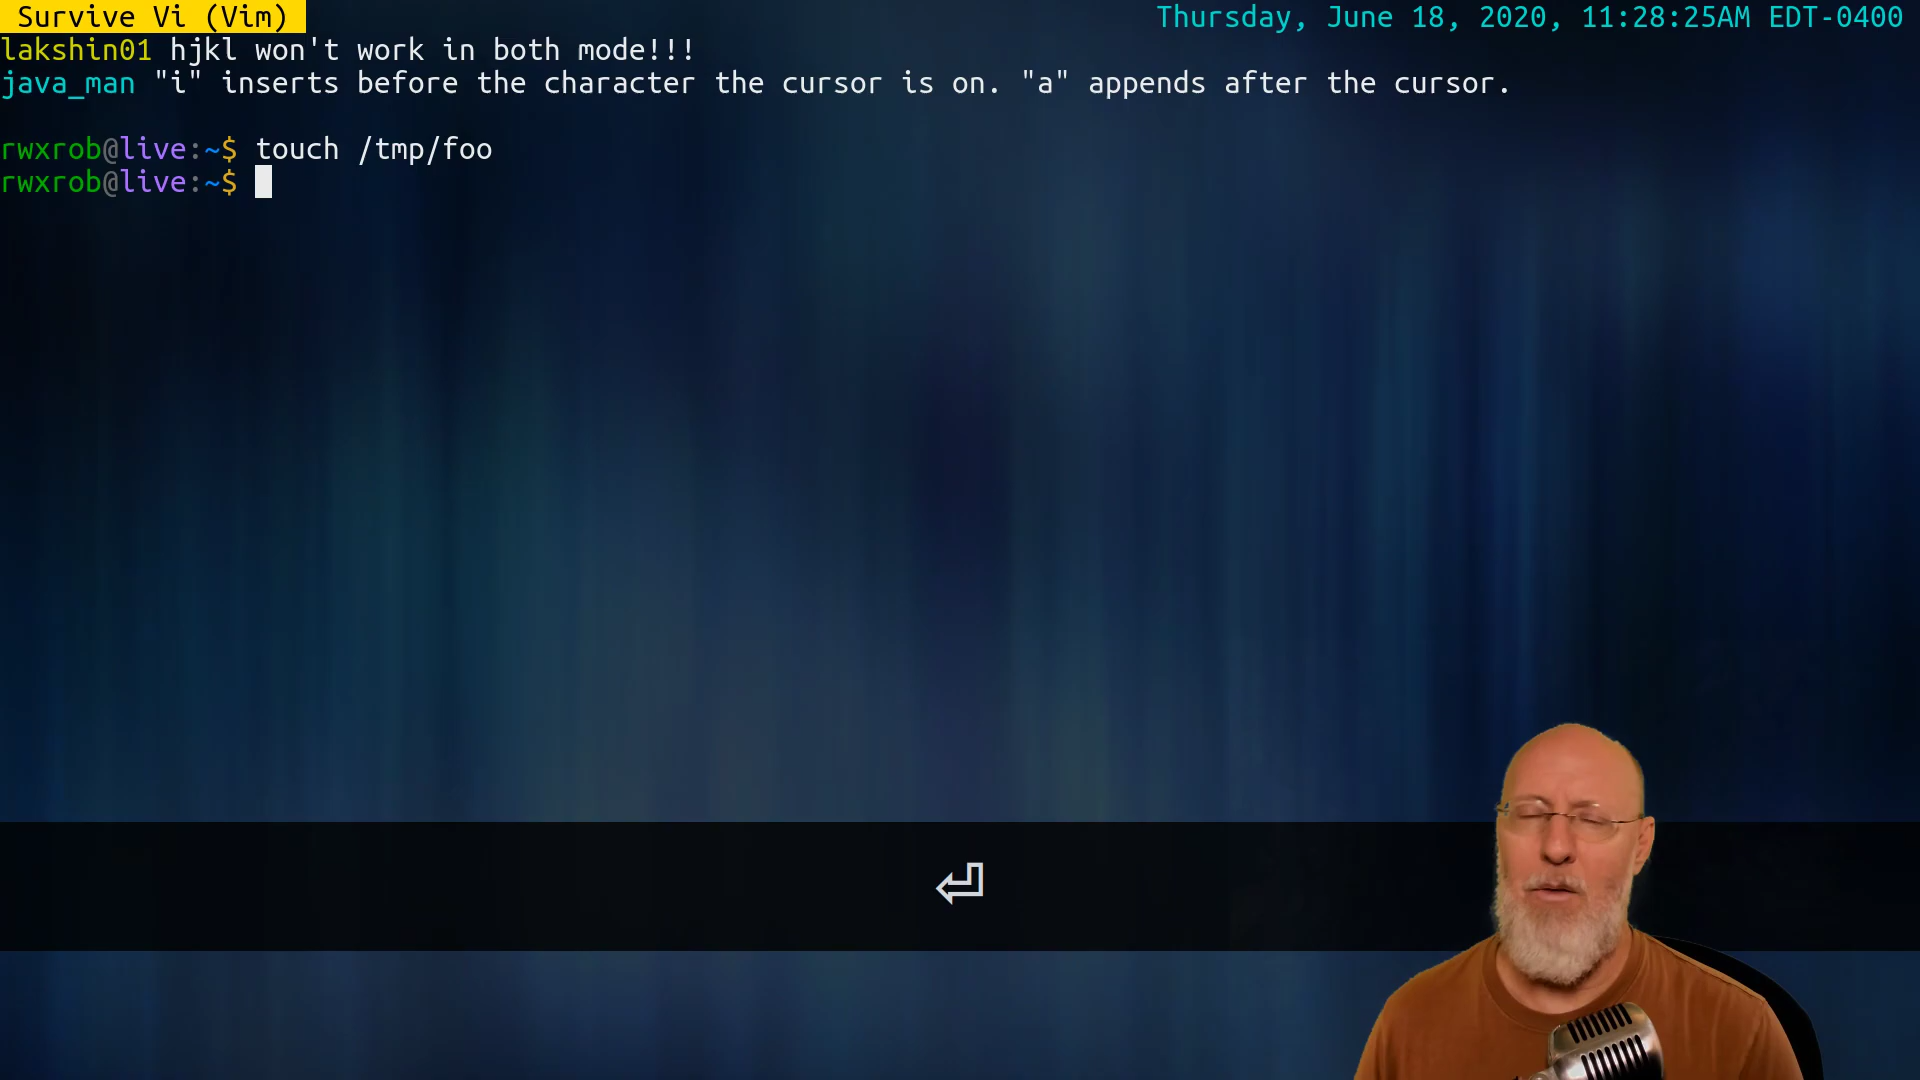 Survive Vi (Vim) Thursday, June 18, 2020, 11:28:25AM EDT-0400
lakshin01 hjkl won't work in both mode!!!
java_man "i" inserts before the character the cursor is on. "a" appends after the cursor.
rwxrob@live:~$ touch /tmp/foo
rwxrob@live:~$
⏎